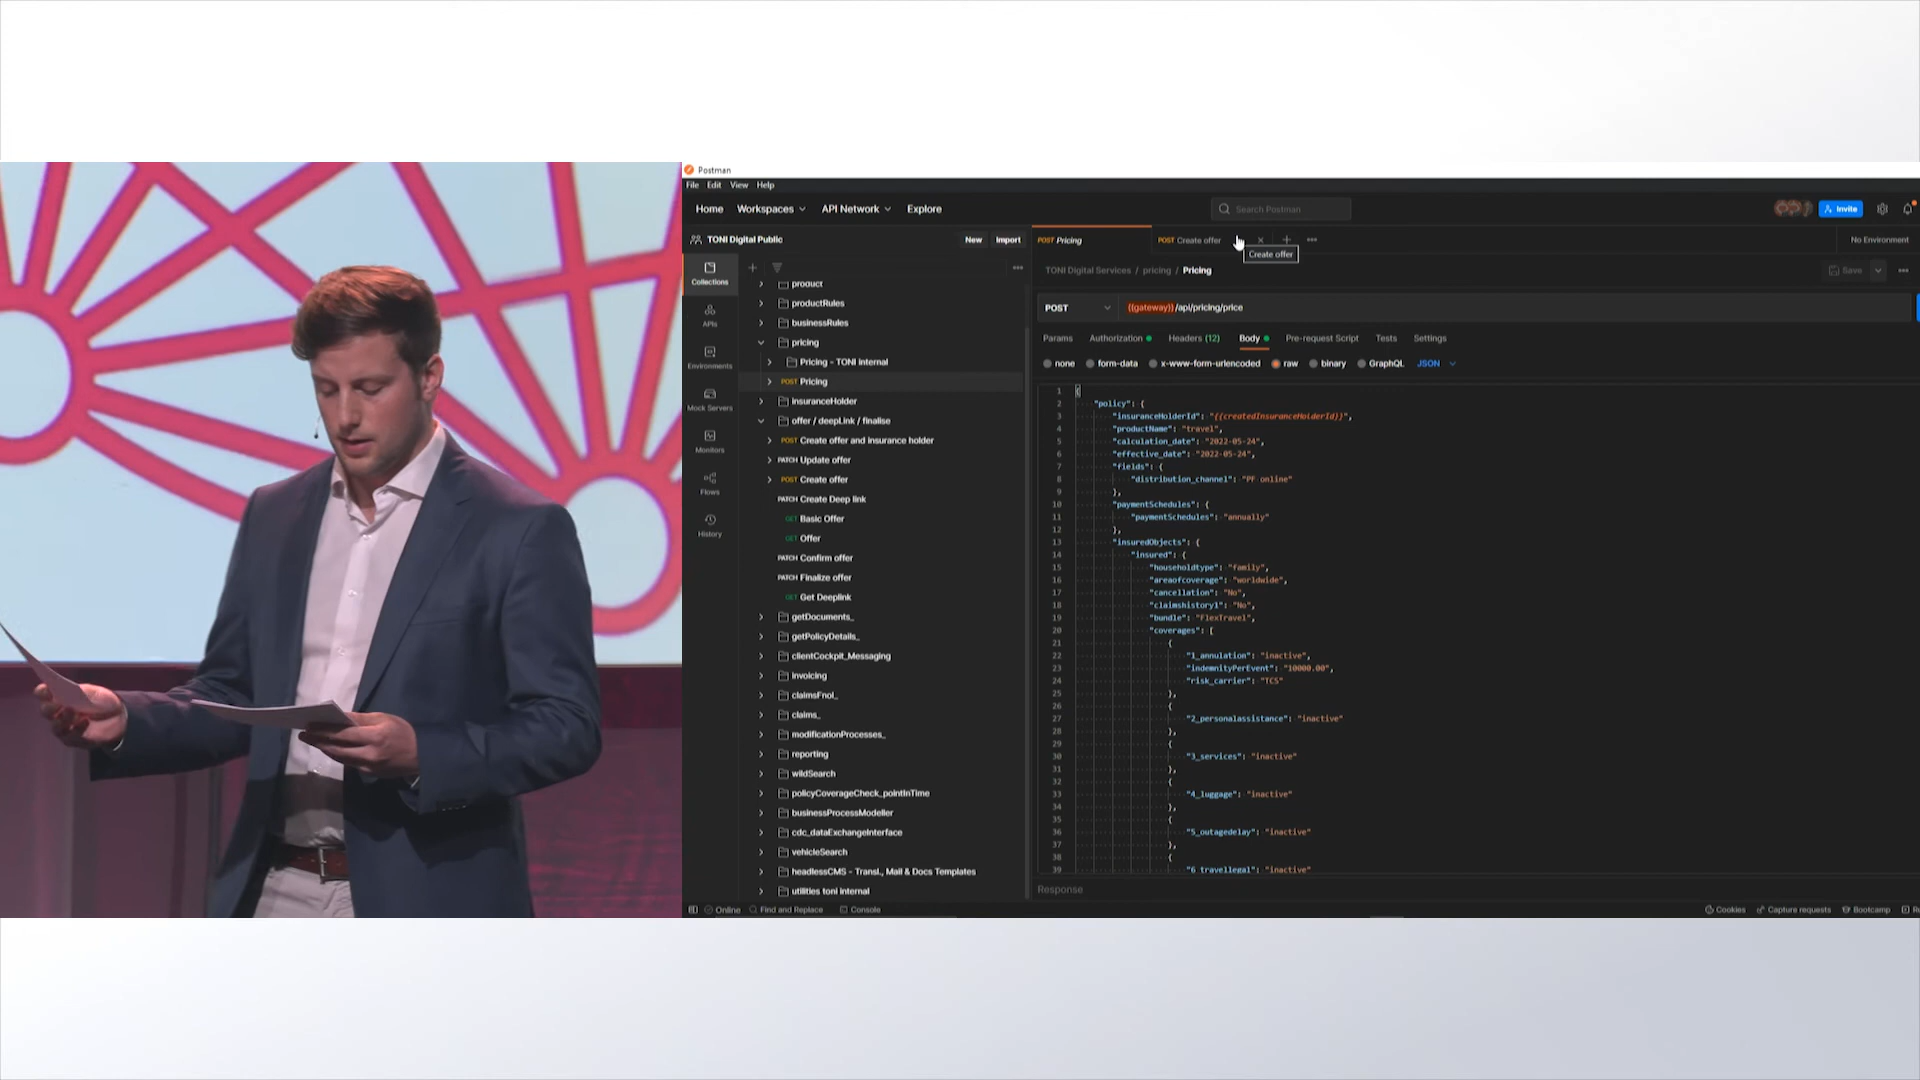 Postman
File Edit View Help
Home Workspaces API Network Explore
Search Postman
Invite
TONI Digital Public
New Import
POST Pricing
POST Create offer
No Environment
Create offer
Collections
APIs
Environments
Mock Servers
Monitors
Flows
History
product
productRules
businessRules
pricing
Pricing - TONI internal
POST Pricing
insuranceHolder
offer / deepLink / finalise
POST Create offer and insurance holder
PATCH Update offer
POST Create offer
PATCH Create Deep link
GET Basic Offer
GET Offer
PATCH Confirm offer
PATCH Finalize offer
GET Get Deeplink
getDocuments_
getPolicyDetails_
clientCockpit_Messaging
invoicing
claimsFnol_
claims_
modificationProcesses_
reporting
wildSearch
policyCoverageCheck_pointInTime
businessProcessModeller
cdc_dataExchangeInterface
vehicleSearch
headlessCMS - Transl., Mail & Docs Templates
utilities toni internal
TONI Digital Services / pricing / Pricing
Save
POST {{gateway}}/api/pricing/price
Params Authorization Headers (12) Body Pre-request Script Tests Settings
none form-data x-www-form-urlencoded raw binary GraphQL JSON
1 {
2 "policy": {
3 "insuranceHolderId": "{{createdInsuranceHolderId}}",
4 "productName": "travel",
5 "calculation_date": "2022-05-24",
6 "effective_date": "2022-05-24",
7 "fields": {
8 "distribution_channel": "PF online"
9 },
10 "paymentSchedules": {
11 "paymentSchedules": "annually"
12 },
13 "insuredObjects": {
14 "insured": {
15 "householdtype": "family",
16 "areaofcoverage": "worldwide",
17 "cancellation": "No",
18 "claimshistory1": "No",
19 "bundle": "FlexTravel",
20 "coverages": [
21 {
22 "1_annulation": "inactive",
23 "indemnityPerEvent": "10000.00",
24 "risk_carrier": "TCS"
25 },
26 {
27 "2_personalassistance": "inactive"
28 },
29 {
30 "3_services": "inactive"
31 },
32 {
33 "4_luggage": "inactive"
34 },
35 {
36 "5_outagedelay": "inactive"
37 },
38 {
39 "6_travellegal": "inactive"
Response
Online Find and Replace Console
Cookies Capture requests Bootcamp